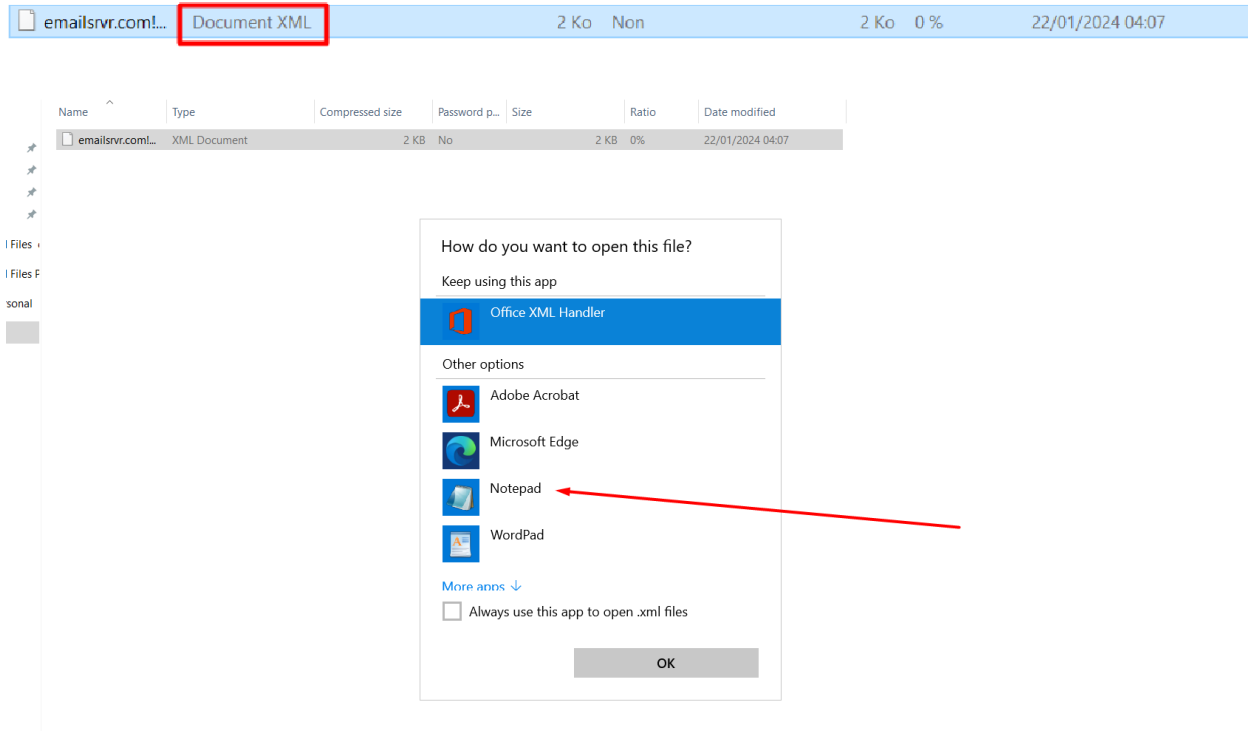 emailsrvr.com!... Document XML 2 Ko Non 2 Ko 0 % 22/01/2024 04:07
Name Type Compressed size Password p... Size Ratio Date modified
emailsrvr.com!... XML Document 2 KB No 2 KB 0% 22/01/2024 04:07
How do you want to open this file?
Files
Keep using this app
Files P
rsonal
Office XML Handler
Other options
Adobe Acrobat
Microsoft Edge
Notepad
WordPad
More apps
Always use this app to open .xml files
OK